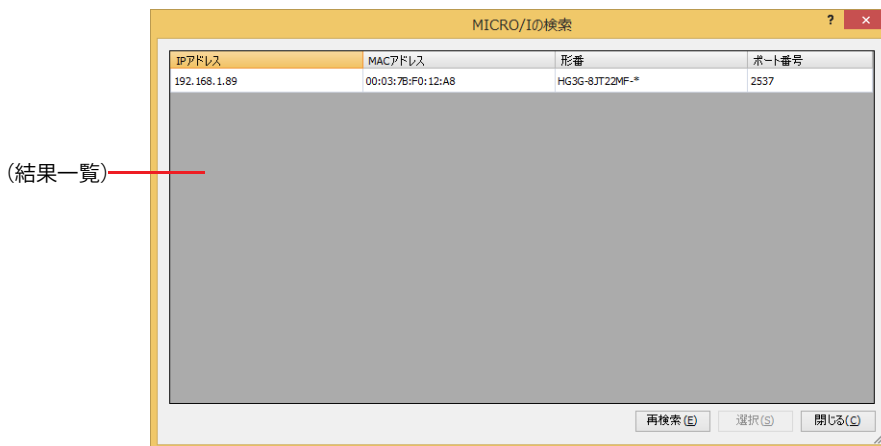 MICRO/Iの検索
? ×
IPアドレス MACアドレス 形番 ポート番号
192.168.1.89 00:03:7B:F0:12:A8 HG3G-8JT22MF-* 2537
（結果一覧）
再検索(E) 選択(S) 閉じる(C)